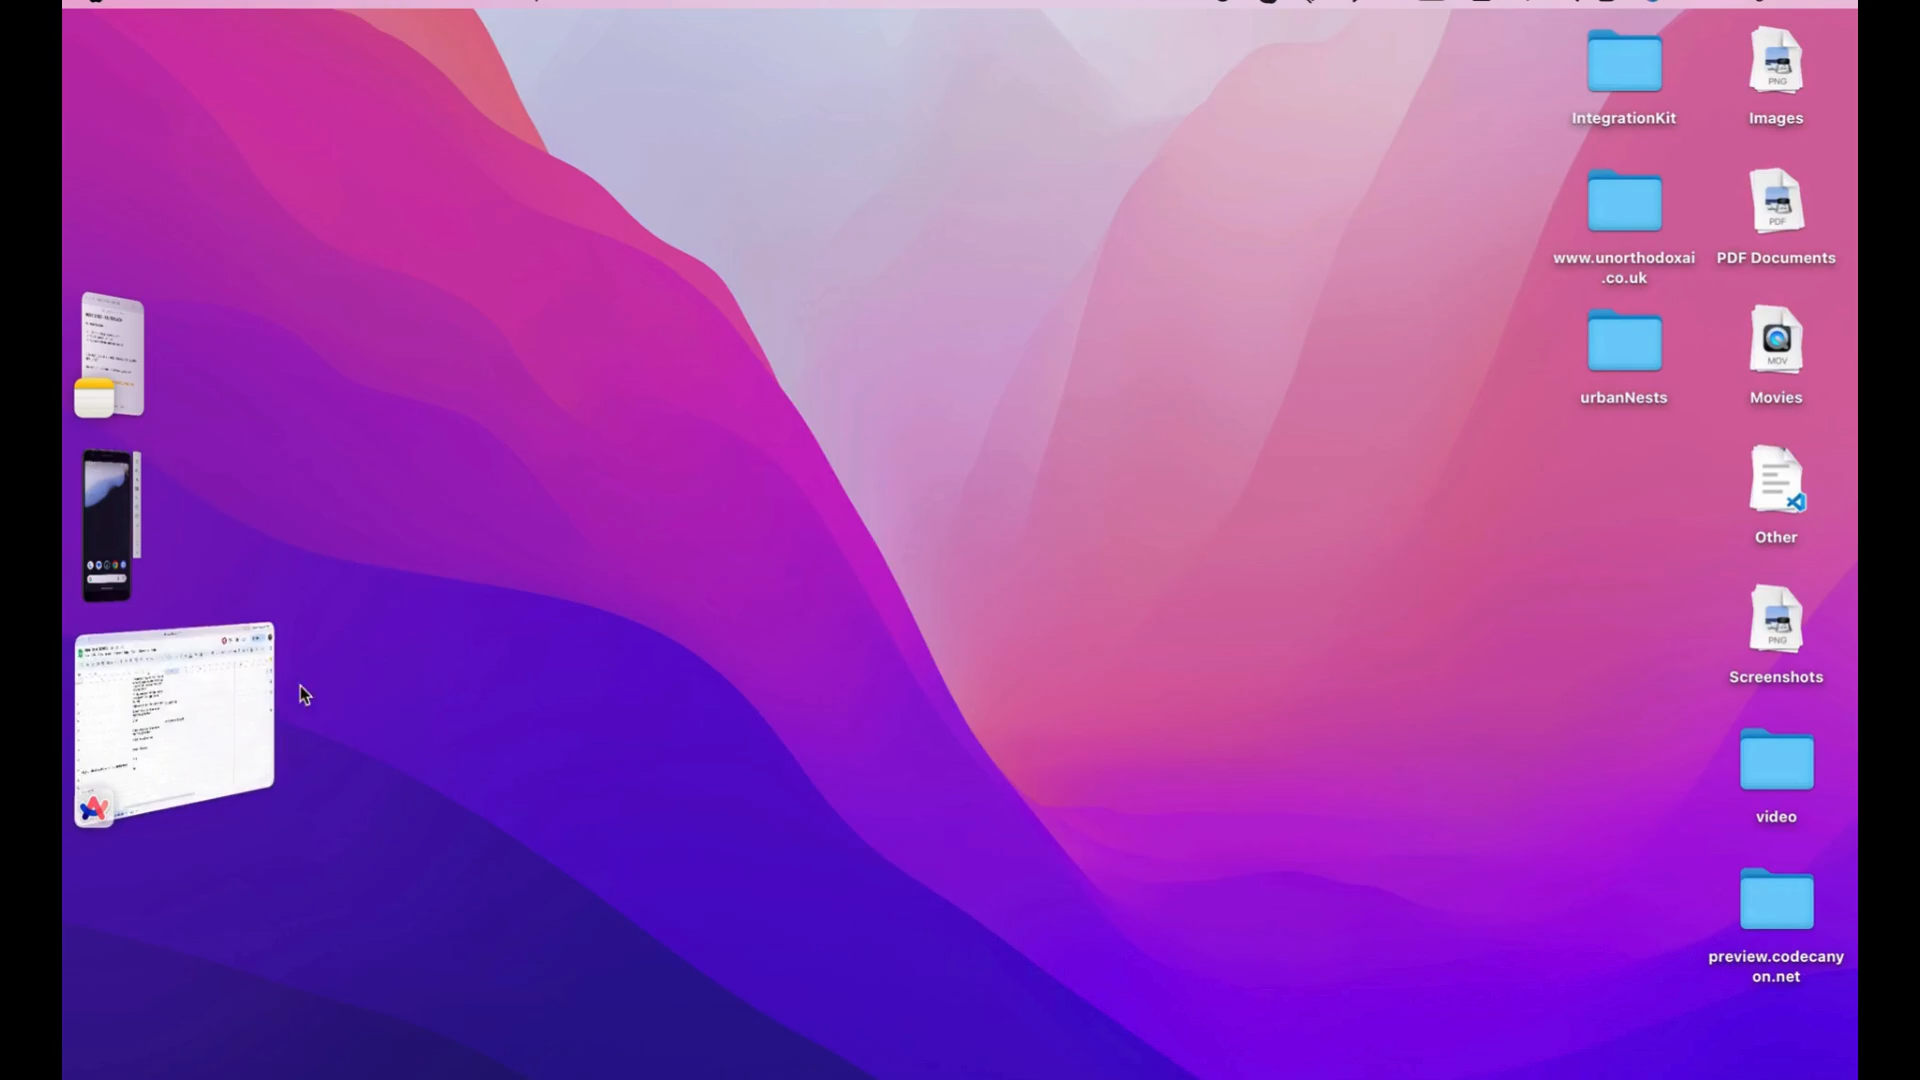 IntegrationKit
PNG
Images
www.unorthodoxai
.co.uk
PDF
PDF Documents
urbanNests
MOV
Movies
Other
PNG
Screenshots
video
preview.codecany
on.net